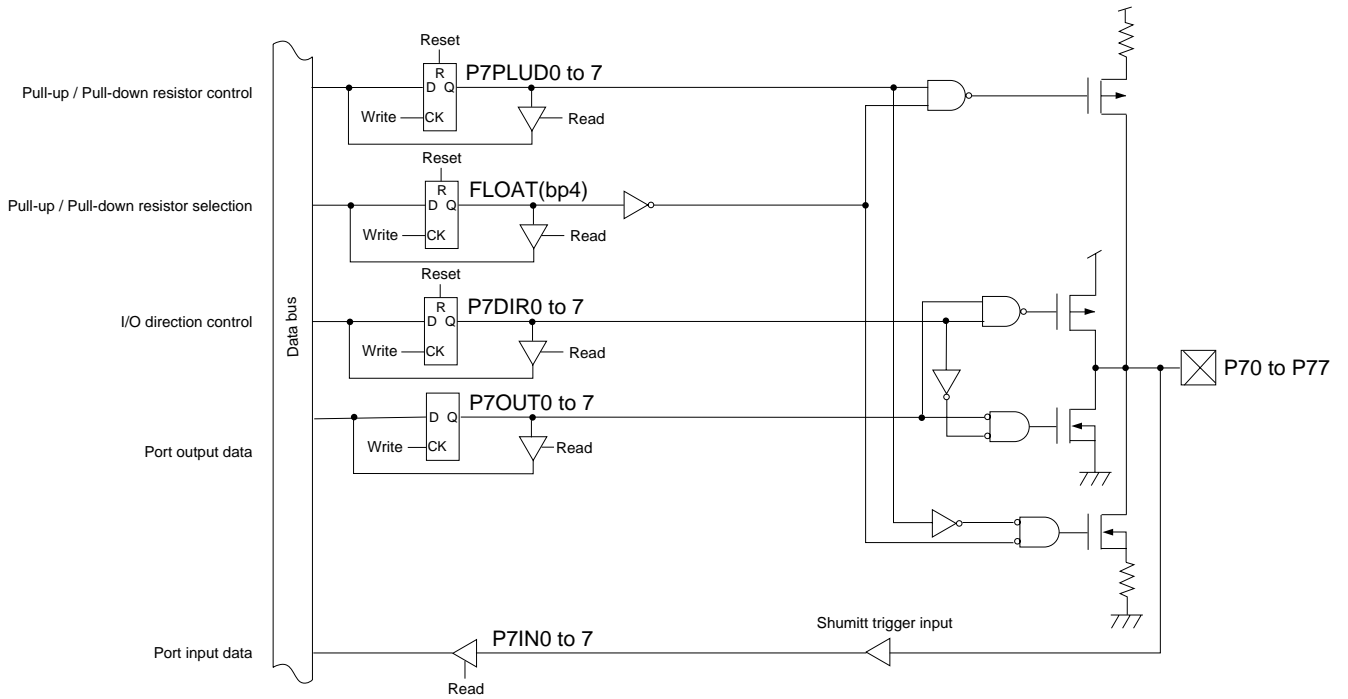 Reset
R
P7PLUD0 to 7
Pull-up / Pull-down resistor control
D Q
Write
CK
Read
Reset
R
FLOAT(bp4)
Pull-up / Pull-down resistor selection
D Q
Write
CK
Read
Reset
R
P7DIR0 to 7
I/O direction control
D Q
Write
CK
Read
Data bus
P70 to P77
P7OUT0 to 7
D Q
Write
CK
Read
Port output data
Shumitt trigger input
P7IN0 to 7
Port input data
Read